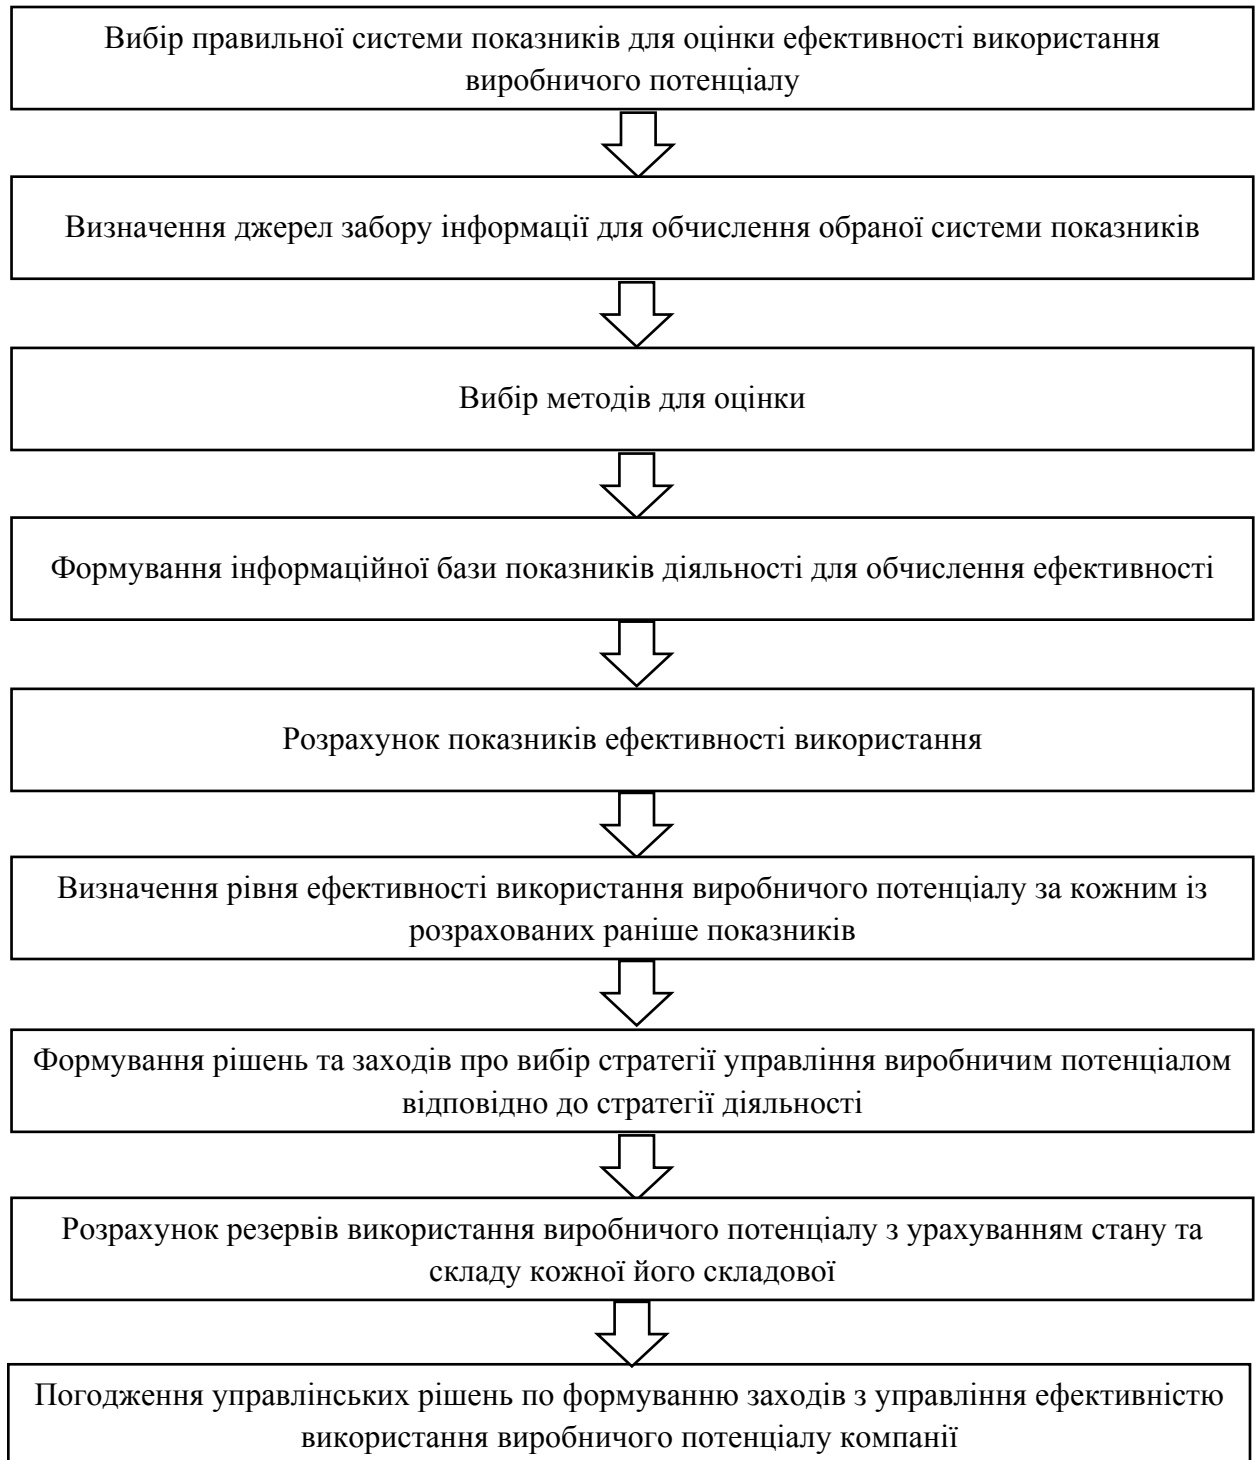 Вибір правильної системи показників для оцінки ефективності використання
виробничого потенціалу
Визначення джерел забору інформації для обчислення обраної системи показників
Вибір методів для оцінки
Формування інформаційної бази показників діяльності для обчислення ефективності
Розрахунок показників ефективності використання
Визначення рівня ефективності використання виробничого потенціалу за кожним із
розрахованих раніше показників
Формування рішень та заходів про вибір стратегії управління виробничим потенціалом
відповідно до стратегії діяльності
Розрахунок резервів використання виробничого потенціалу з урахуванням стану та
складу кожної його складової
Погодження управлінських рішень по формуванню заходів з управління ефективністю
використання виробничого потенціалу компанії